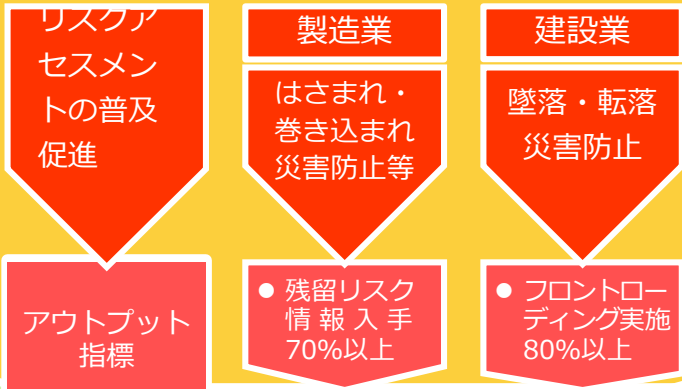 リスクア
セスメン
トの普及
促進
製造業
はさまれ・
巻き込まれ
災害防止等
建設業
墜落・転落
災害防止
アウトプット
指標
● 残留リスク
情報入手
70%以上
● フロントロー
ディング実施
80%以上